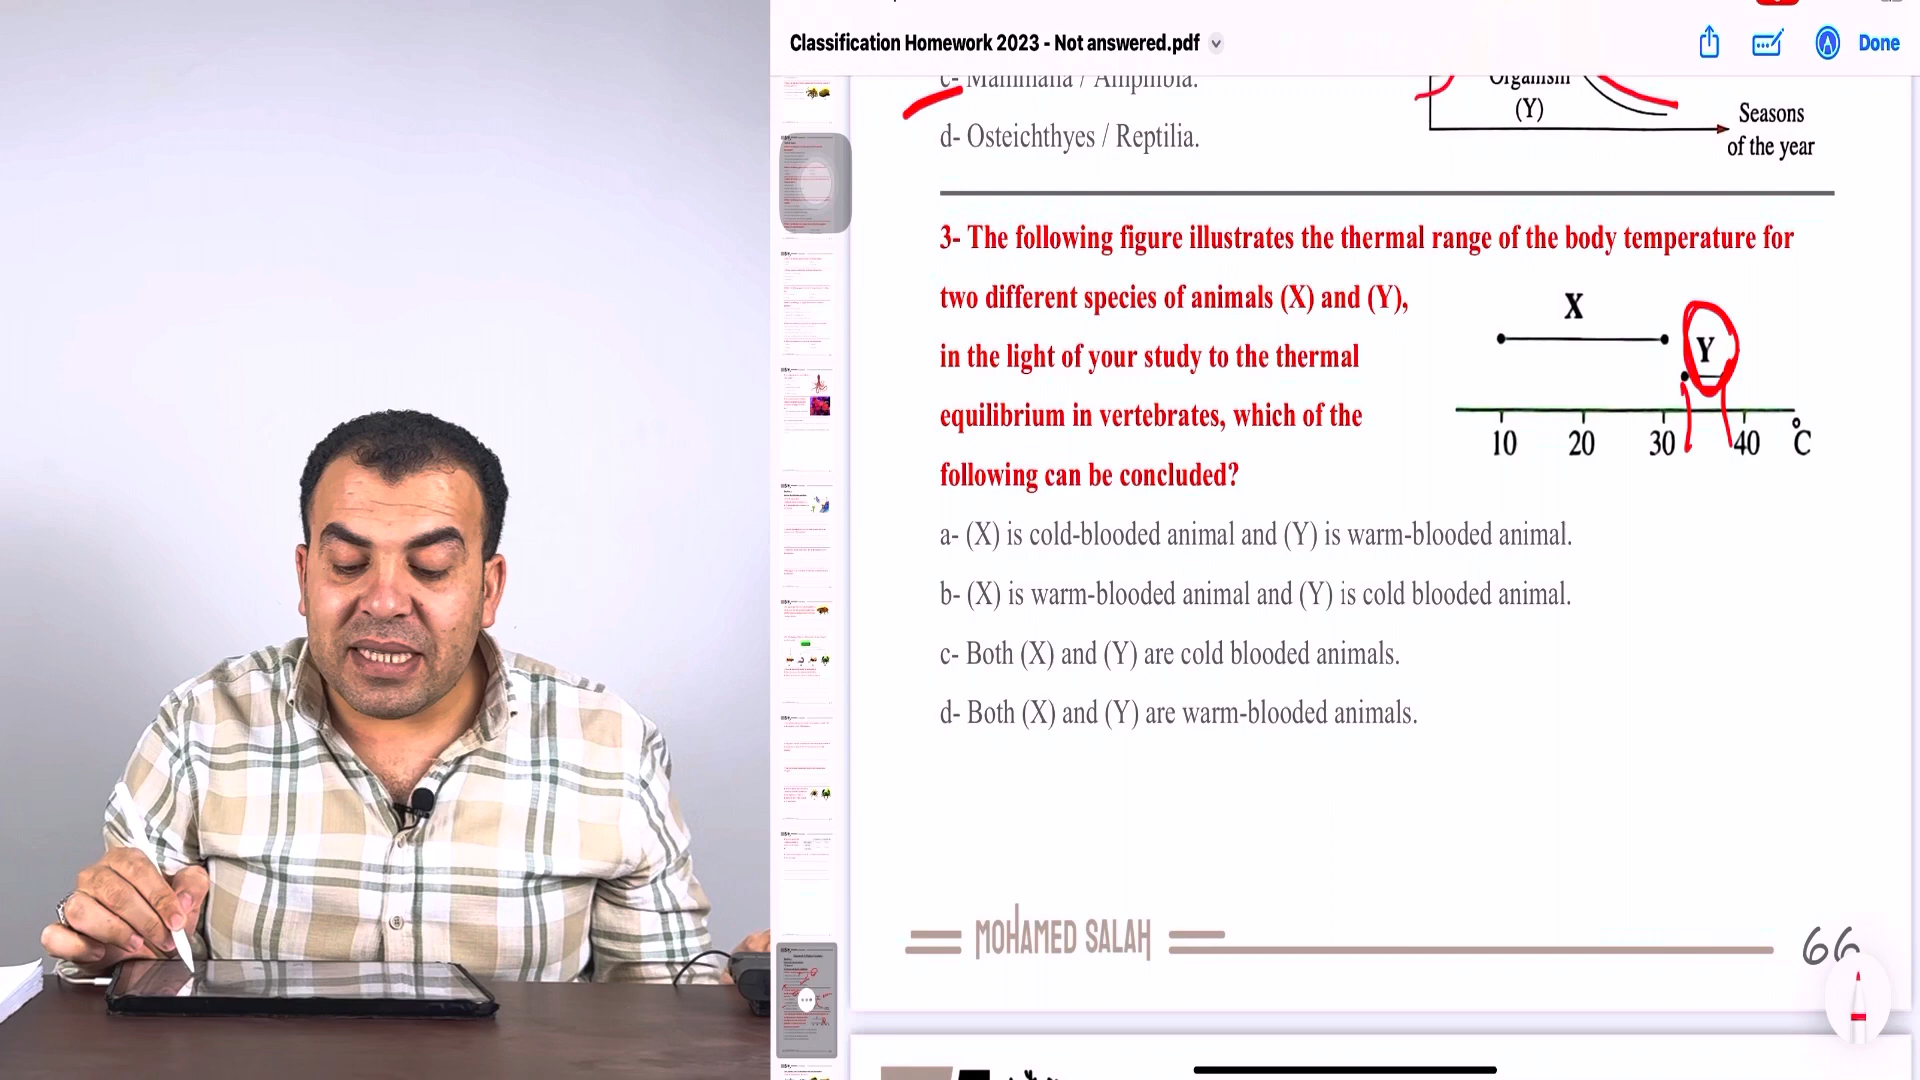 Classification Homework 2023 - Not answered.pdf
Done
c- Mammalia / Amphibia.
d- Osteichthyes / Reptilia.
Organism
(Y)
Seasons
of the year
3- The following figure illustrates the thermal range of the body temperature for
two different species of animals (X) and (Y),
in the light of your study to the thermal
equilibrium in vertebrates, which of the
following can be concluded?
X
Y
10 20 30 40 °C
a- (X) is cold-blooded animal and (Y) is warm-blooded animal.
b- (X) is warm-blooded animal and (Y) is cold blooded animal.
c- Both (X) and (Y) are cold blooded animals.
d- Both (X) and (Y) are warm-blooded animals.
MOHAMED SALAH
66